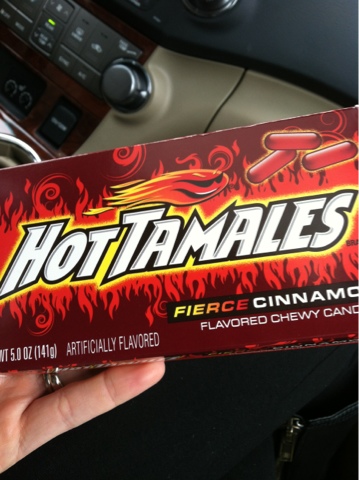 HOT TAMALES
FIERCE CINNAMO
FLAVORED CHEWY CAND
WT 5.0 OZ (141g) ARTIFICIALLY FLAVORED